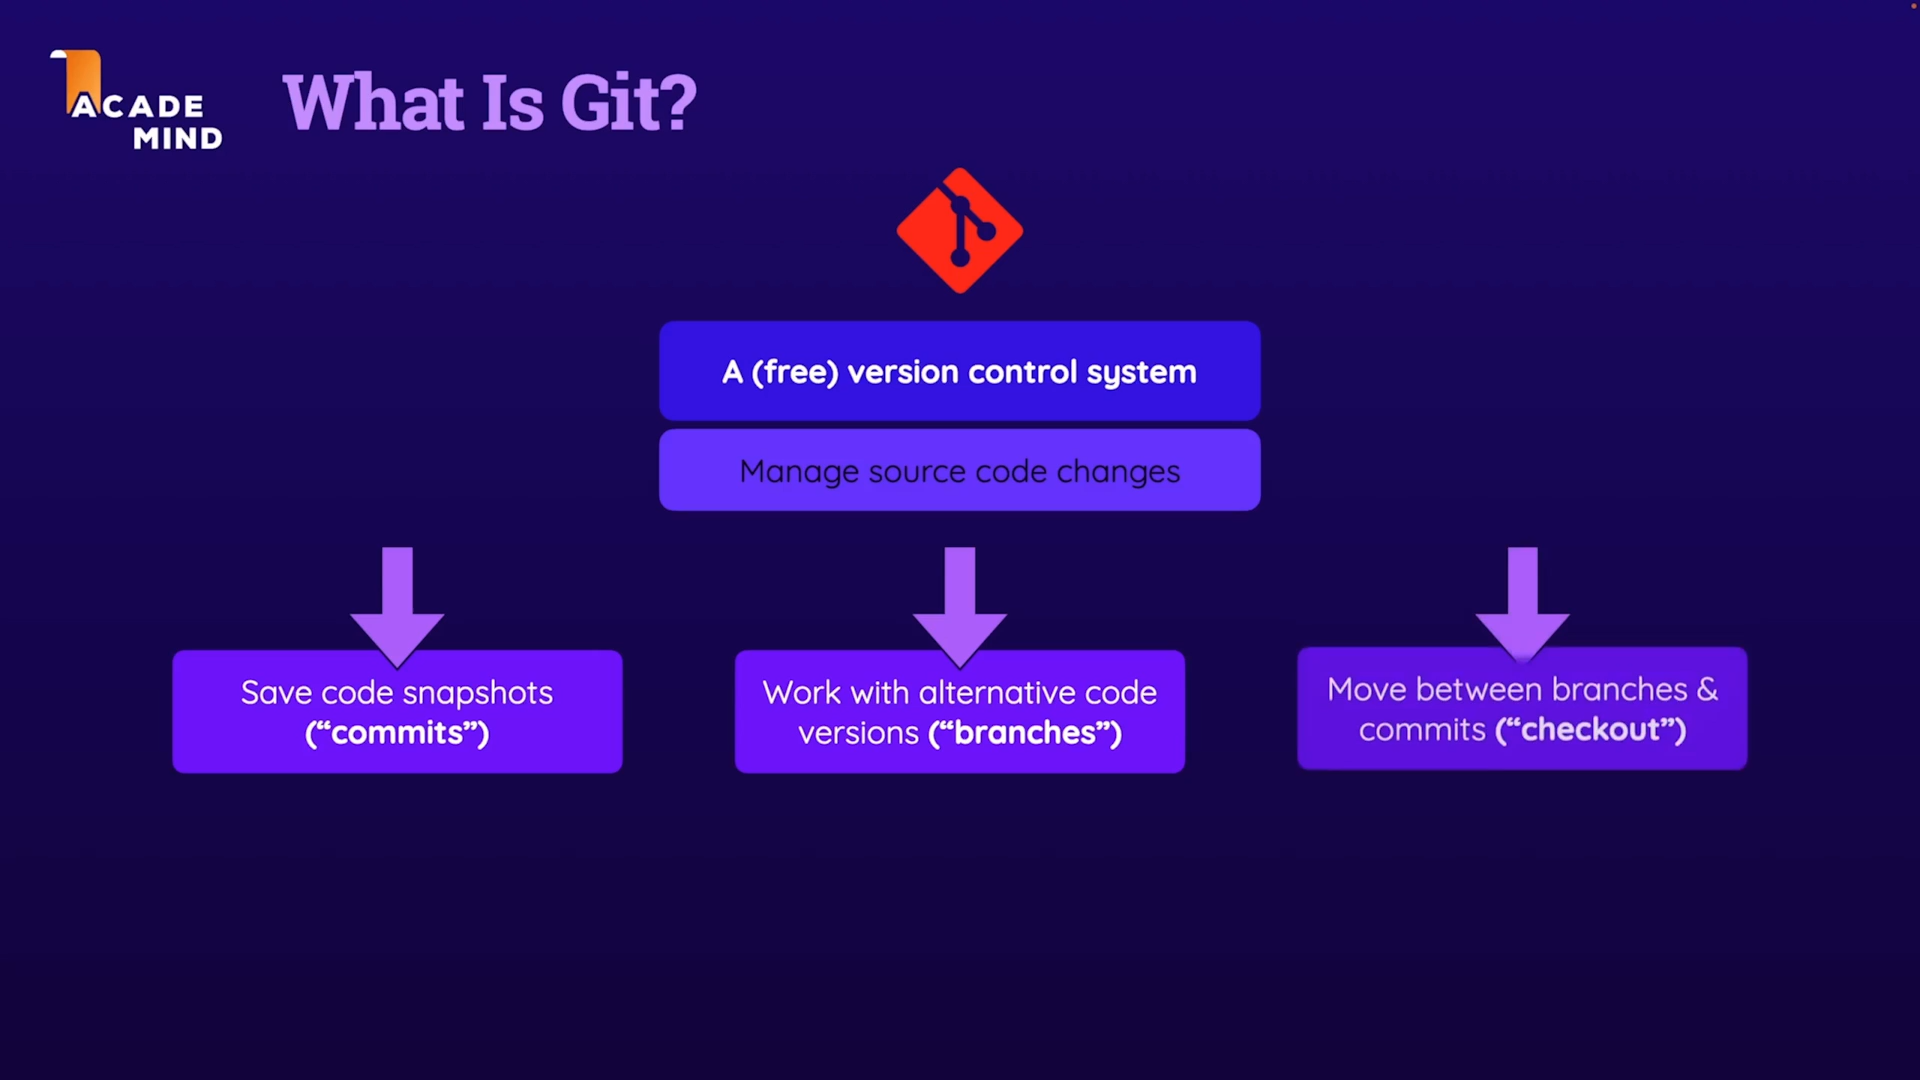 ACADE
MIND
What Is Git?
A (free) version control system
Manage source code changes
Save code snapshots
(“commits”)
Work with alternative code
versions (“branches”)
Move between branches &
commits (“checkout”)